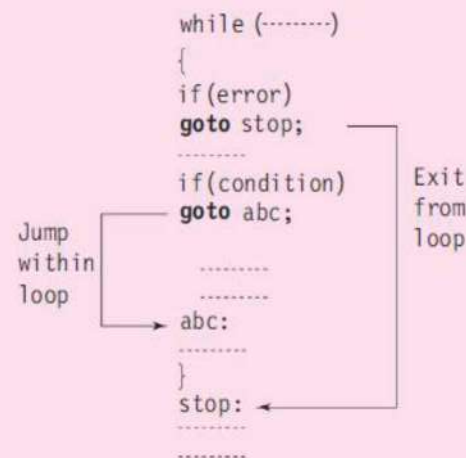 while (---------)
{
if(error)
goto stop;
---------
if(condition)
goto abc;
---------
---------
abc:
---------
}
stop:
---------
---------
Jump
within
loop
Exit
from
loop